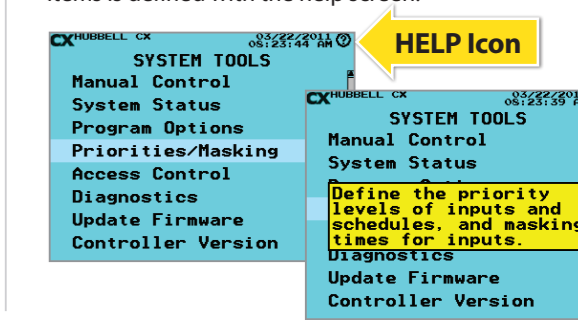 items is defined with the help screen.
HELP Icon
CX HUBBELL CX 03/22/2011
08:23:44 AM ?
SYSTEM TOOLS
Manual Control
System Status
Program Options
Priorities/Masking
Access Control
Diagnostics
Update Firmware
Controller Version
CX HUBBELL CX 03/22/201
08:23:39 A
SYSTEM TOOLS
Manual Control
System Status
Define the priority
levels of inputs and
schedules, and masking
times for inputs.
Diagnostics
Update Firmware
Controller Version